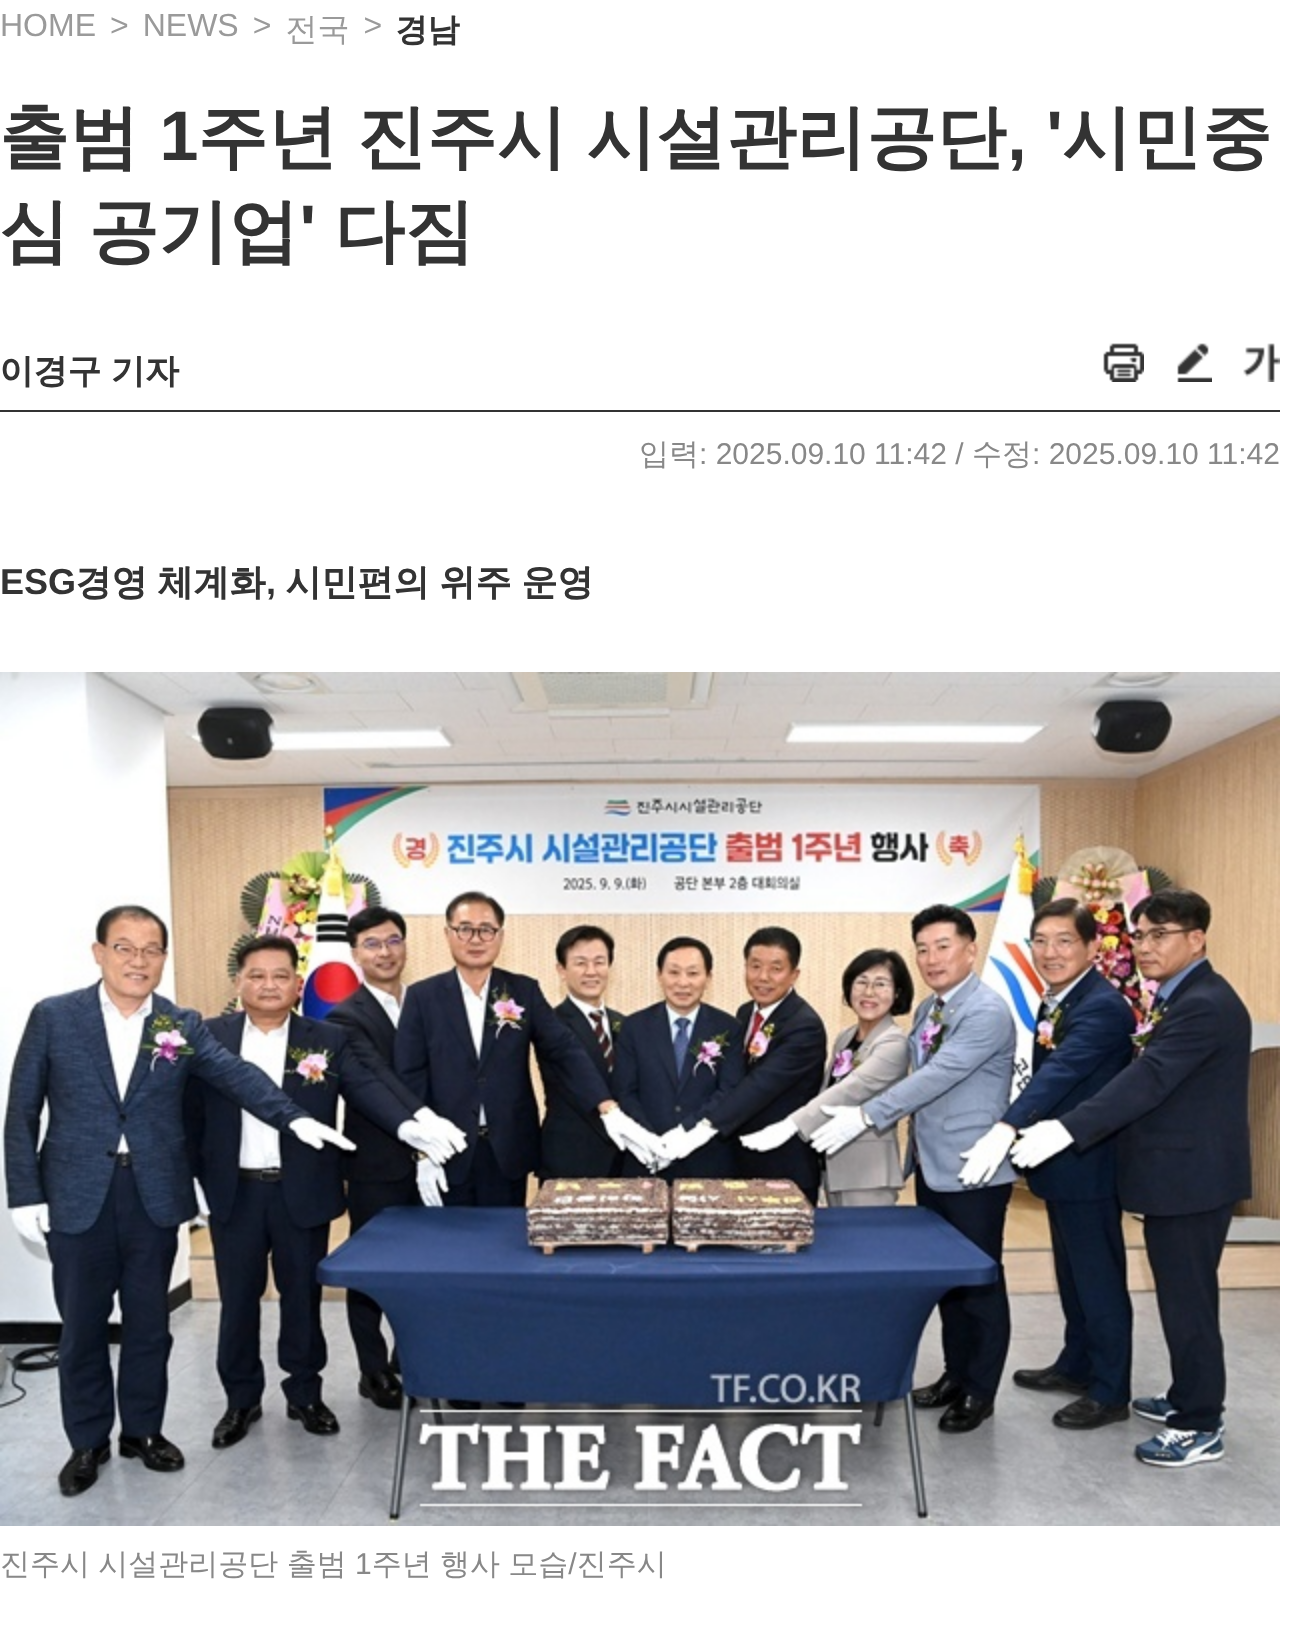 HOME > NEWS > 전국 > 경남
출범 1주년 진주시 시설관리공단, '시민중
심 공기업' 다짐
이경구 기자
가
입력: 2025.09.10 11:42 / 수정: 2025.09.10 11:42
ESG경영 체계화, 시민편의 위주 운영
진주시시설관리공단
경 진주시 시설관리공단 출범 1주년 행사 축
2025. 9. 9.(화) 공단 본부 2층 대회의실
TF.CO.KR
THE FACT
진주시 시설관리공단 출범 1주년 행사 모습/진주시